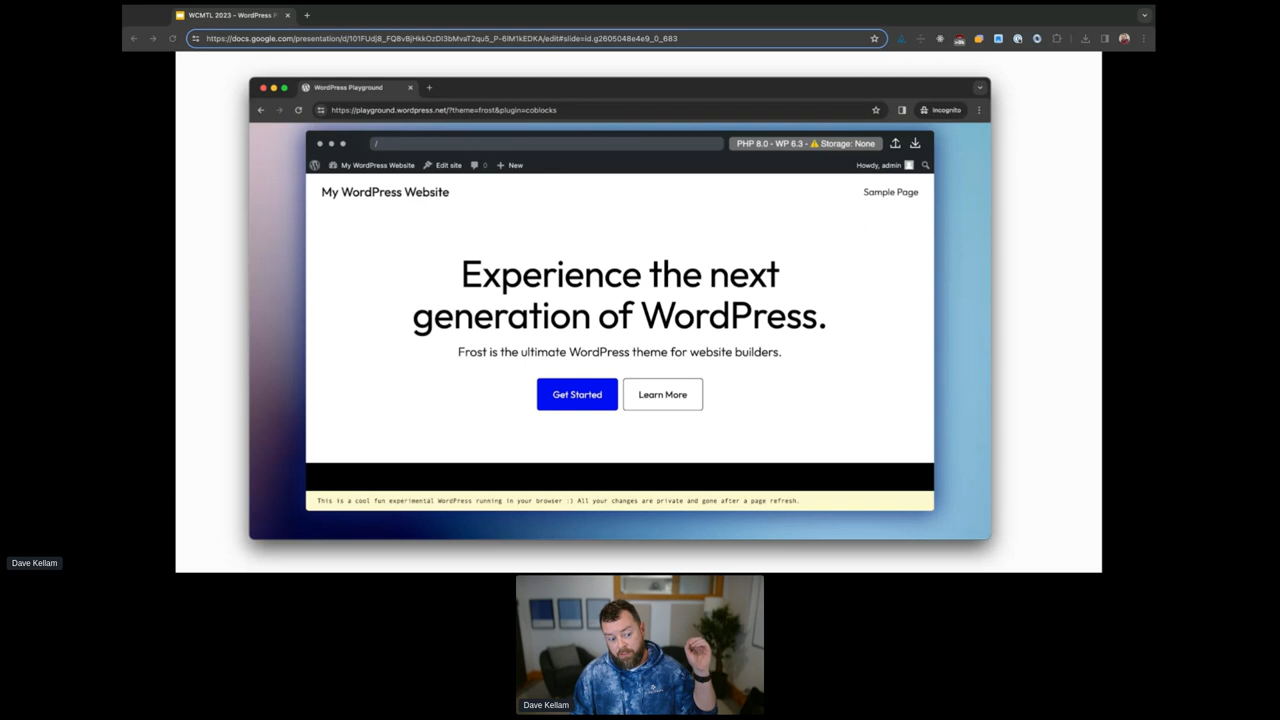 WCMTL 2023 - WordPress P
https://docs.google.com/presentation/d/101FUdj8_FQ8vBjHkkOzDI3bMvaT2qu5_P-6lM1kEDKA/edit#slide=id.g2605048e4e9_0_683
WordPress Playground
https://playground.wordpress.net/?theme=frost&plugin=coblocks
Incognito
/
PHP 8.0 - WP 6.3 - ⚠️ Storage: None
My WordPress Website
Edit site
0
New
Howdy, admin
My WordPress Website
Sample Page
Experience the next
generation of WordPress.
Frost is the ultimate WordPress theme for website builders.
Get Started
Learn More
This is a cool fun experimental WordPress running in your browser :) All your changes are private and gone after a page refresh.
Dave Kellam
Dave Kellam